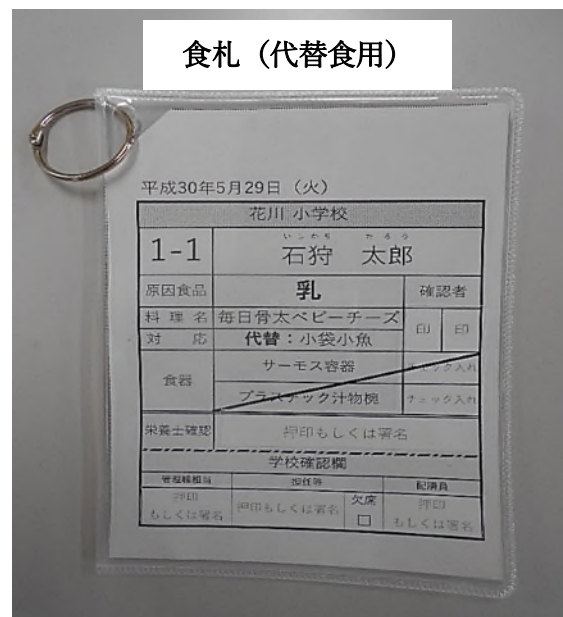 食札（代替食用）
平成30年5月29日（火）
花川 小学校
1-1
いしかり たろう
石狩 太郎
原因食品 乳 確認者
料理名 毎日骨太ベビーチーズ 印 印
対応 代替：小袋小魚
食器 サーモス容器 チェック入れ
プラスチック汁物椀 チェック入れ
栄養士確認 押印もしくは署名
学校確認欄
管理職相当 担任等 配膳員
押印 もしくは署名 押印もしくは署名 欠席 □ 押印 もしくは署名